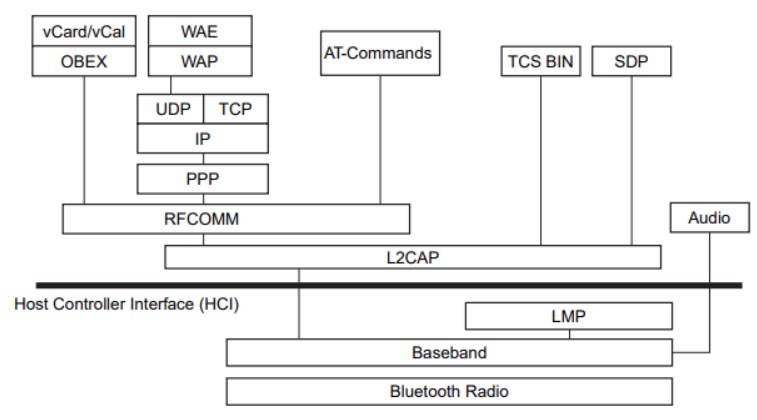 vCard/vCal
WAE
OBEX
WAP
AT-Commands
TCS BIN
SDP
UDP
TCP
IP
PPP
RFCOMM
Audio
L2CAP
Host Controller Interface (HCI)
LMP
Baseband
Bluetooth Radio